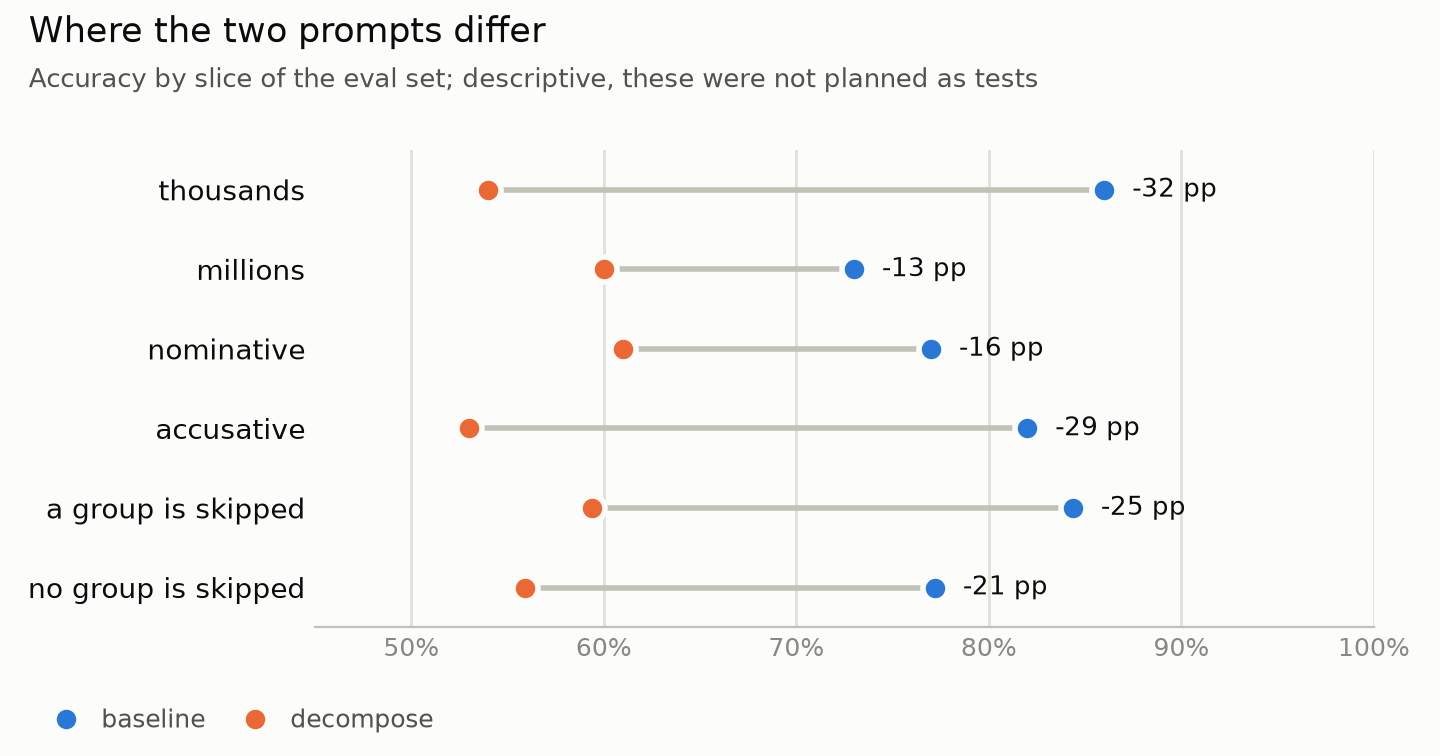 Where the two prompts differ
Accuracy by slice of the eval set; descriptive, these were not planned as tests
thousands -32 pp
millions -13 pp
nominative -16 pp
accusative -29 pp
a group is skipped -25 pp
no group is skipped -21 pp
50% 60% 70% 80% 90% 100%
baseline decompose